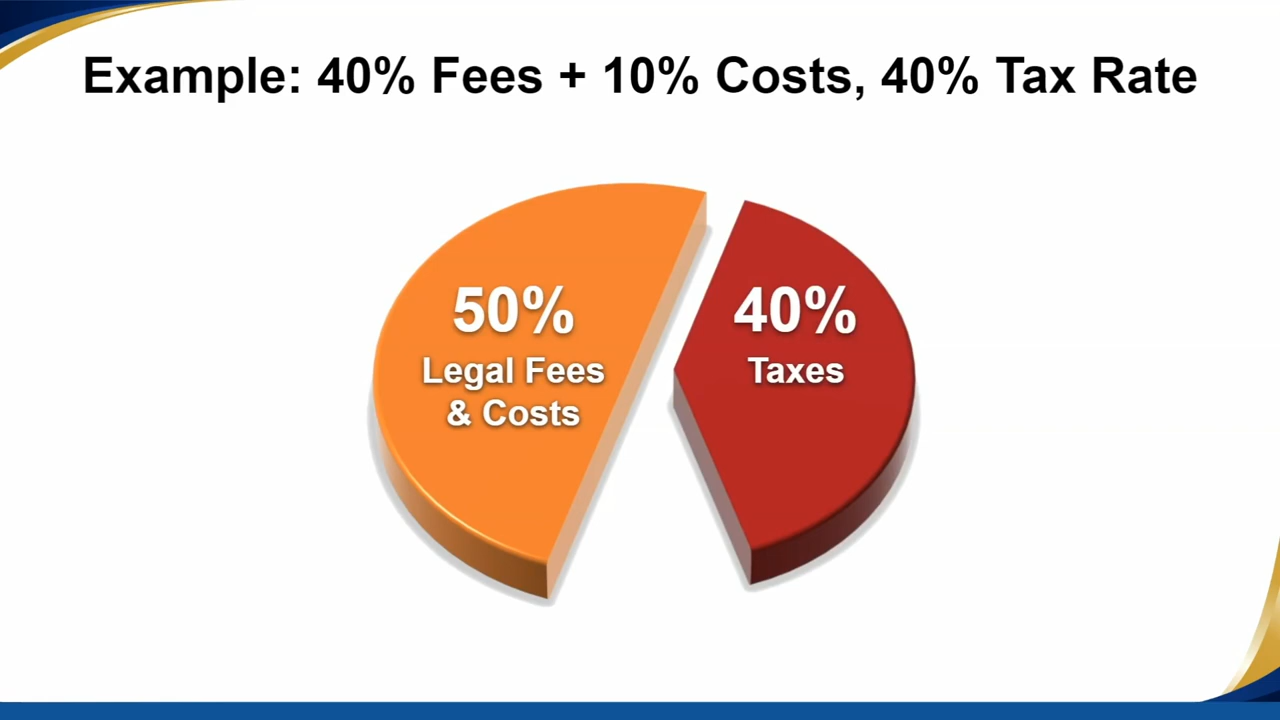 Example: 40% Fees + 10% Costs, 40% Tax Rate
50%
Legal Fees
& Costs
40%
Taxes